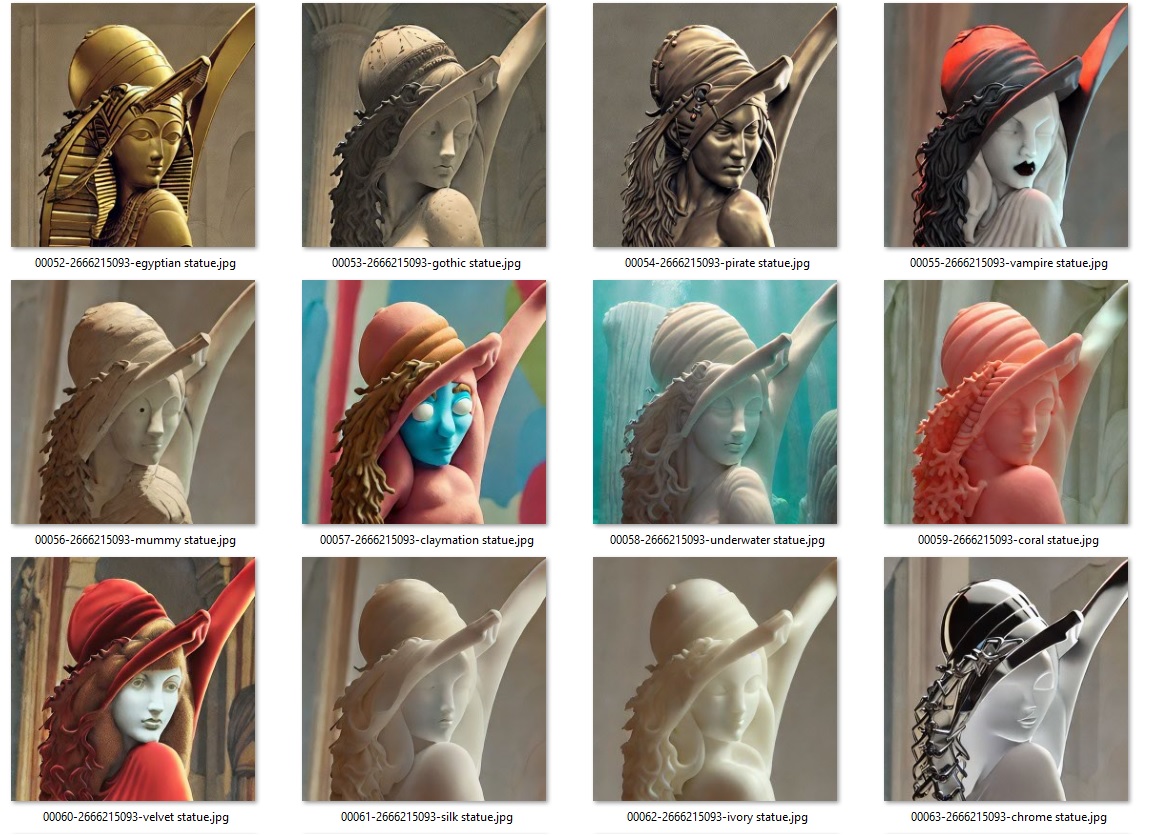 00052-2666215093-egyptian statue.jpg
00053-2666215093-gothic statue.jpg
00054-2666215093-pirate statue.jpg
00055-2666215093-vampire statue.jpg
00056-2666215093-mummy statue.jpg
00057-2666215093-claymation statue.jpg
00058-2666215093-underwater statue.jpg
00059-2666215093-coral statue.jpg
00060-2666215093-velvet statue.jpg
00061-2666215093-silk statue.jpg
00062-2666215093-ivory statue.jpg
00063-2666215093-chrome statue.jpg